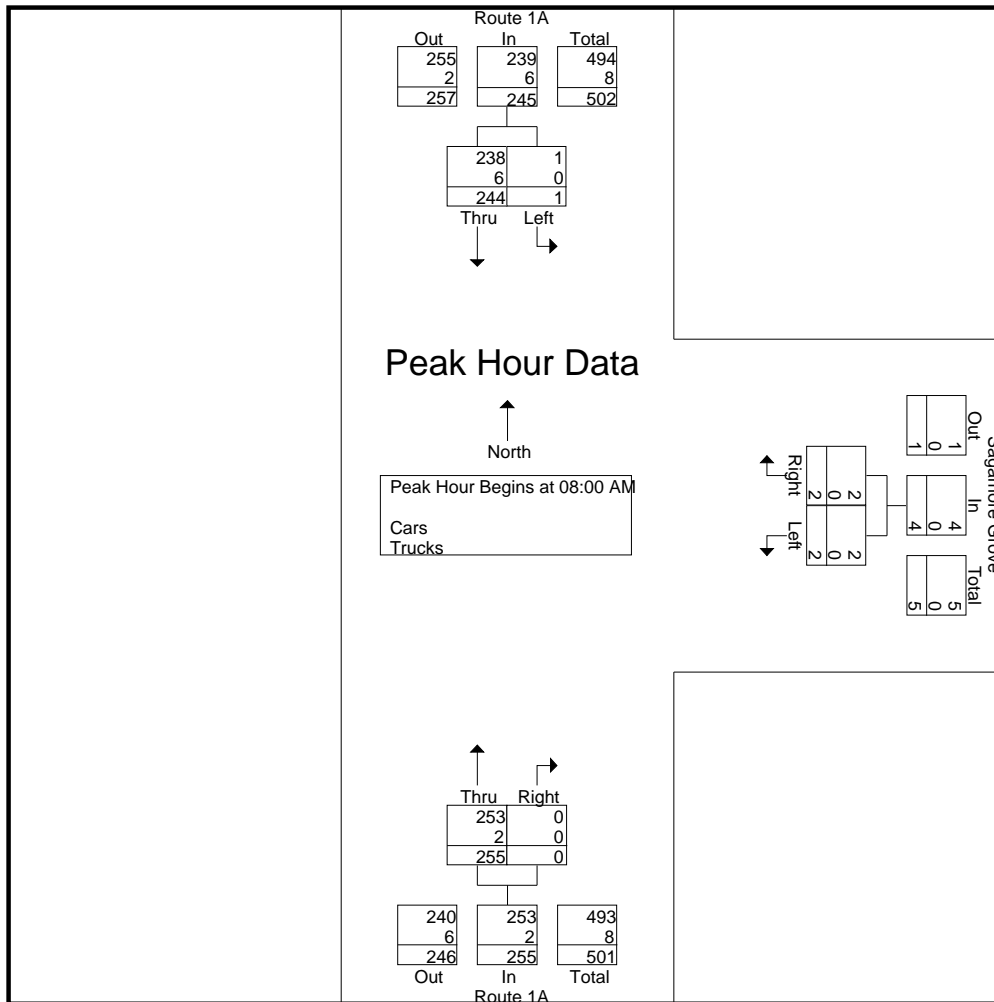 Route 1A
Out In Total
255 239 494
2 6 8
257 245 502
238 1
6 0
244 1
Thru Left
Peak Hour Data
North
Peak Hour Begins at 08:00 AM
Cars
Trucks
Sagamore Grove
Out In Total
1 4 5
0 0 0
1 4 5
Right Left
2 2
0 0
2 2
Thru Right
253 0
2 0
255 0
240 253 493
6 2 8
246 255 501
Out In Total
Route 1A